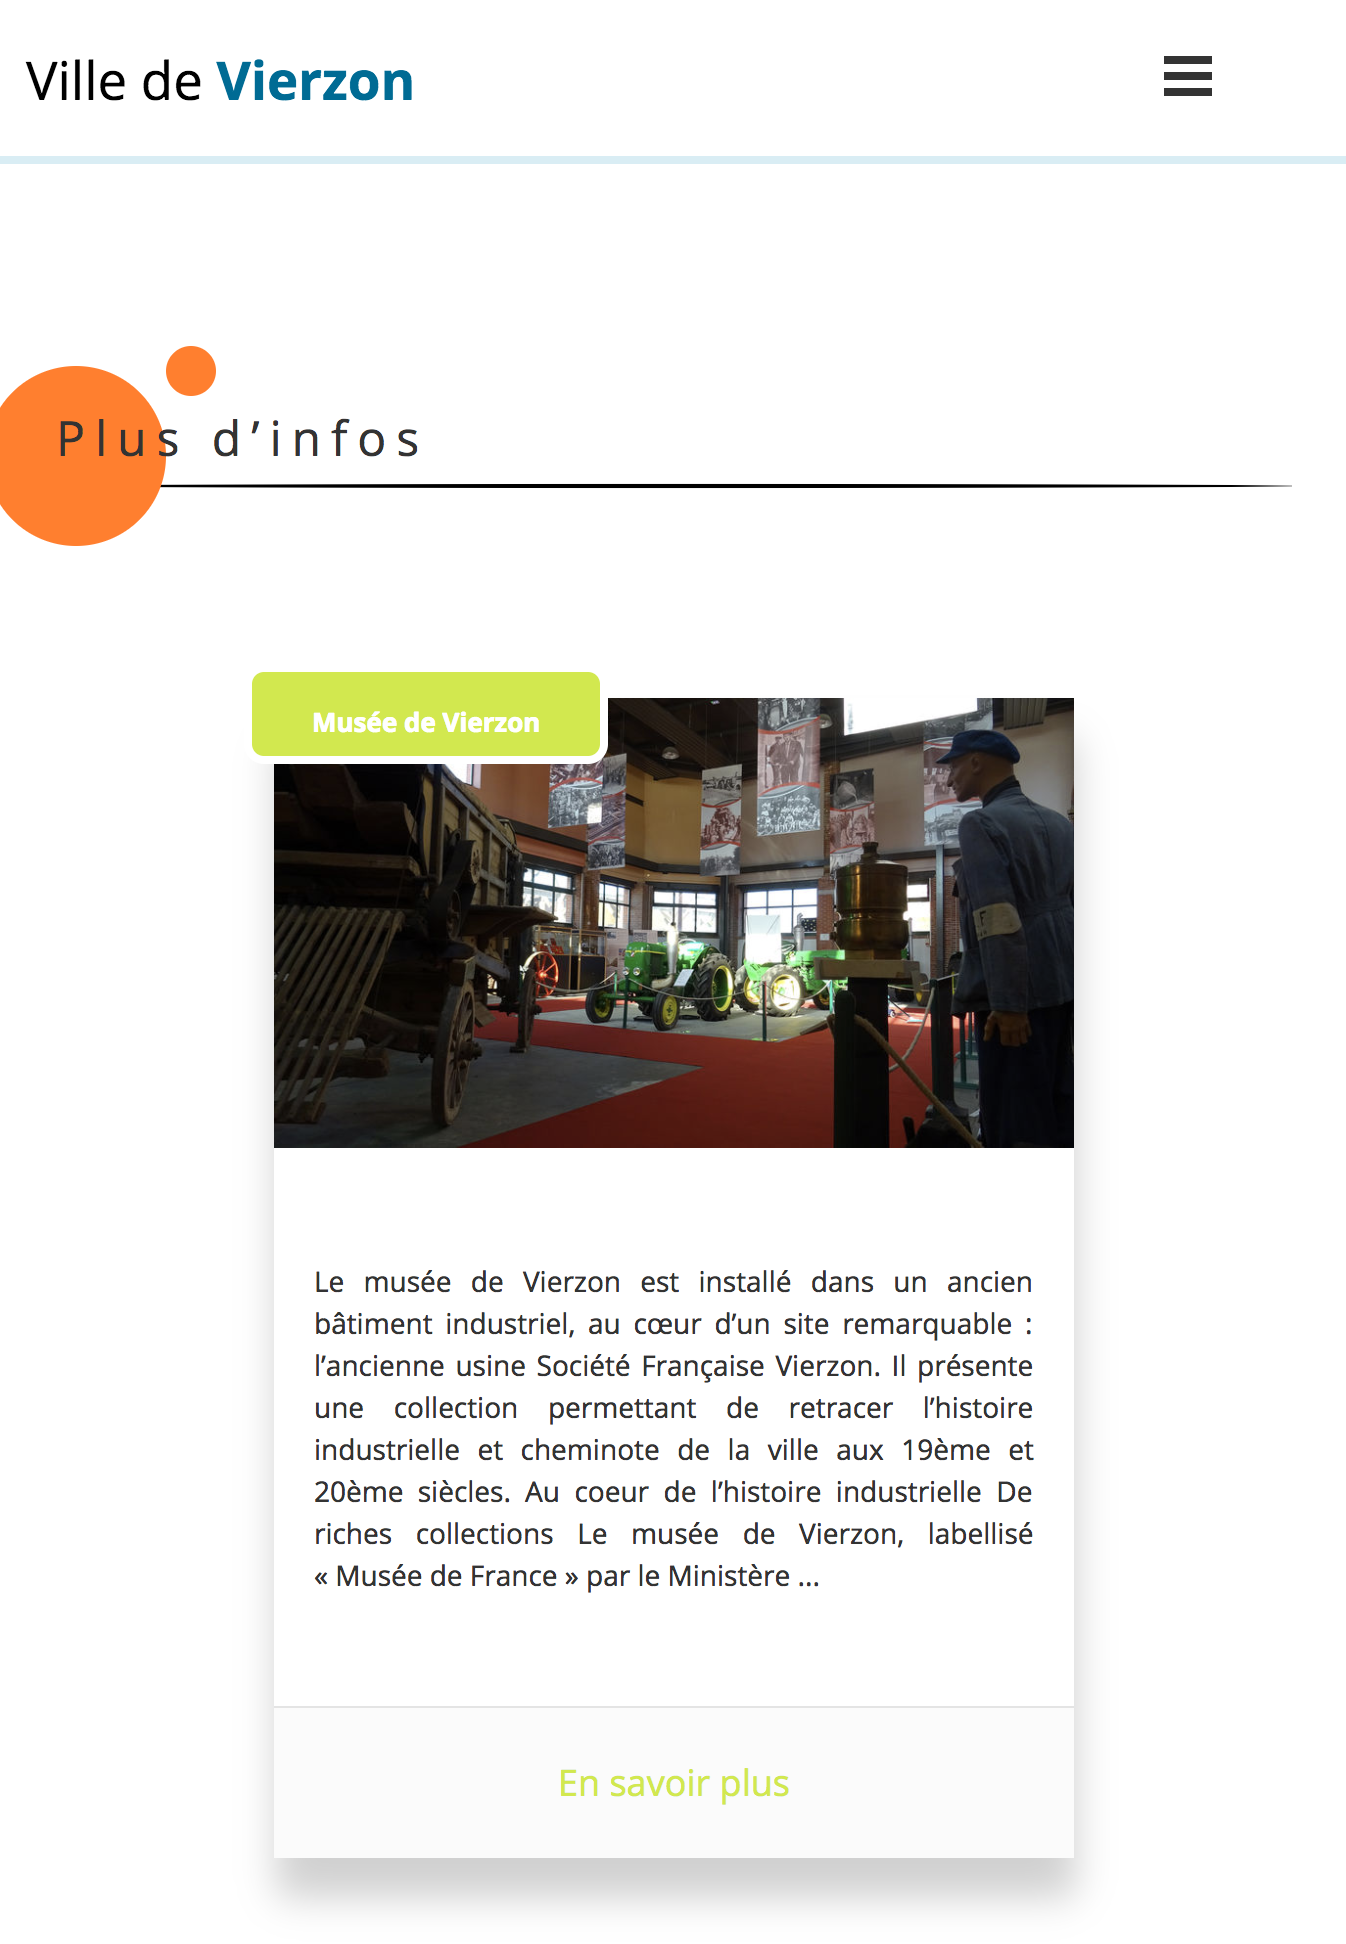 Ville de Vierzon
Plus d’infos
Musée de Vierzon
F
Le musée de Vierzon est installé dans un ancien
bâtiment industriel, au cœur d’un site remarquable :
l’ancienne usine Société Française Vierzon. Il présente
une collection permettant de retracer l’histoire
industrielle et cheminote de la ville aux 19ème et
20ème siècles. Au coeur de l’histoire industrielle De
riches collections Le musée de Vierzon, labellisé
« Musée de France » par le Ministère ...
En savoir plus